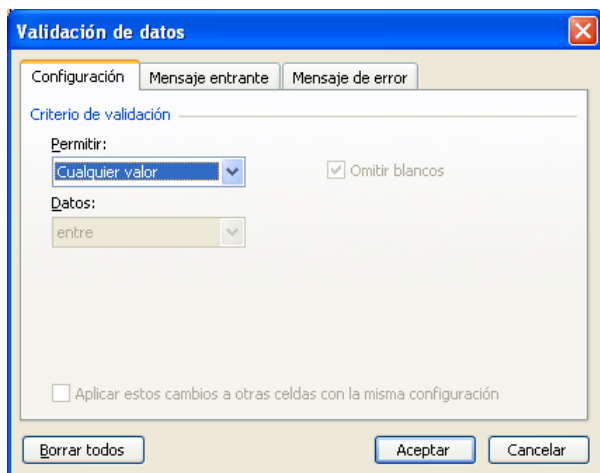 Validación de datos
Configuración Mensaje entrante Mensaje de error
Criterio de validación
Permitir:
Cualquier valor Omitir blancos
Datos:
entre
Aplicar estos cambios a otras celdas con la misma configuración
Borrar todos Aceptar Cancelar